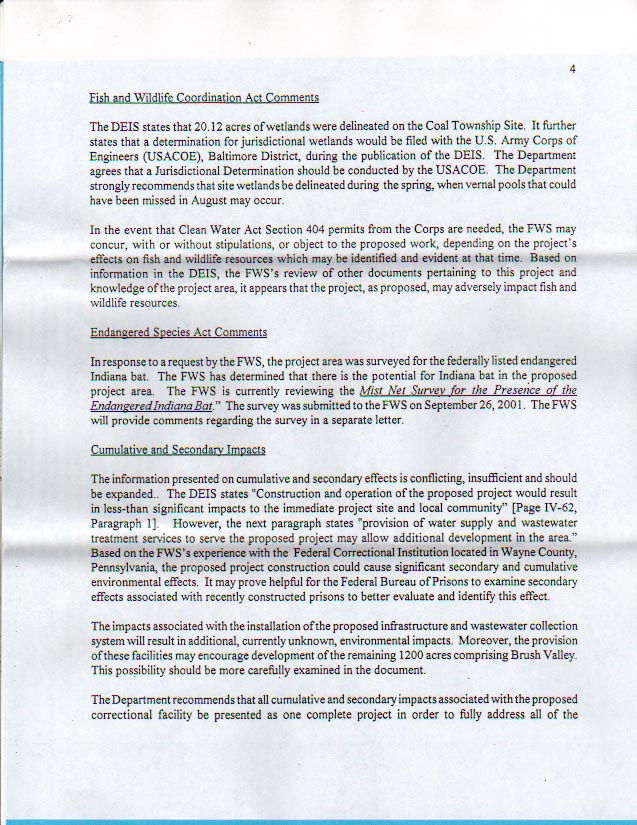 4
Fish and Wildlife Coordination Act Comments
The DEIS states that 20.12 acres of wetlands were delineated on the Coal Township Site. It further
states that a determination for jurisdictional wetlands would be filed with the U.S. Army Corps of
Engineers (USACOE), Baltimore District, during the publication of the DEIS. The Department
agrees that a Jurisdictional Determination should be conducted by the USACOE. The Department
strongly recommends that site wetlands be delineated during the spring, when vernal pools that could
have been missed in August may occur.
In the event that Clean Water Act Section 404 permits from the Corps are needed, the FWS may
concur, with or without stipulations, or object to the proposed work, depending on the project's
effects on fish and wildlife resources which may be identified and evident at that time. Based on
information in the DEIS, the FWS's review of other documents pertaining to this project and
knowledge of the project area, it appears that the project, as proposed, may adversely impact fish and
wildlife resources.
Endangered Species Act Comments
In response to a request by the FWS, the project area was surveyed for the federally listed endangered
Indiana bat. The FWS has determined that there is the potential for Indiana bat in the proposed
project area. The FWS is currently reviewing the Mist Net Survey for the Presence of the
Endangered Indiana Bat." The survey was submitted to the FWS on September 26, 2001. The FWS
will provide comments regarding the survey in a separate letter.
Cumulative and Secondary Impacts
The information presented on cumulative and secondary effects is conflicting, insufficient and should
be expanded.. The DEIS states "Construction and operation of the proposed project would result
in less-than significant impacts to the immediate project site and local community" [Page IV-62,
Paragraph 1]. However, the next paragraph states "provision of water supply and wastewater
treatment services to serve the proposed project may allow additional development in the area."
Based on the FWS's experience with the Federal Correctional Institution located in Wayne County,
Pennsylvania, the proposed project construction could cause significant secondary and cumulative
environmental effects. It may prove helpful for the Federal Bureau of Prisons to examine secondary
effects associated with recently constructed prisons to better evaluate and identify this effect.
The impacts associated with the installation of the proposed infrastructure and wastewater collection
system will result in additional, currently unknown, environmental impacts. Moreover, the provision
of these facilities may encourage development of the remaining 1200 acres comprising Brush Valley.
This possibility should be more carefully examined in the document.
The Department recommends that all cumulative and secondary impacts associated with the proposed
correctional facility be presented as one complete project in order to fully address all of the